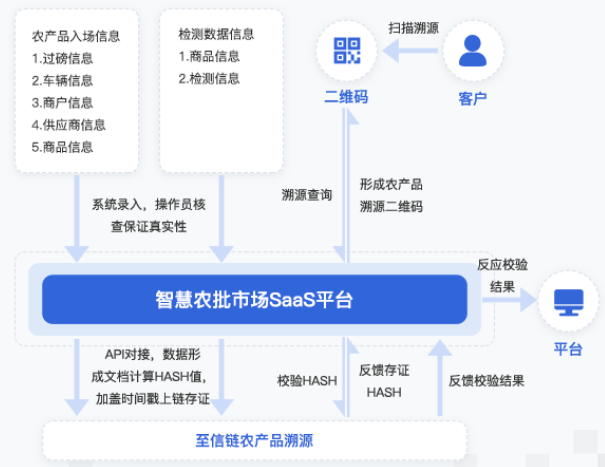 农产品入场信息
1.过磅信息
2.车辆信息
3.商户信息
4.供应商信息
5.商品信息
检测数据信息
1.商品信息
2.检测信息
扫描溯源
二维码
客户
系统录入，操作员核
查保证真实性
溯源查询
形成农产品
溯源二维码
反应校验
结果
智慧农批市场SaaS平台
平台
API对接，数据形
成文档计算HASH值，
加盖时间戳上链存证
校验HASH
反馈存证
HASH
反馈校验结果
至信链农产品溯源